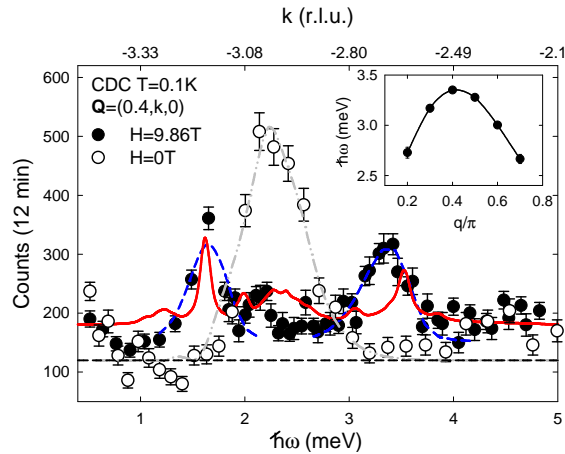 k (r.l.u.)
-3.33 -3.08 -2.80 -2.49 -2.1
600
500
400
300
200
100
Counts (12 min)
CDC T=0.1K
Q=(0.4,k,0)
H=9.86T
H=0T
3.5
3.0
2.5
ℏω (meV)
0.0 0.2 0.4 0.6 0.8
q/π
1 2 3 4 5
ℏω (meV)